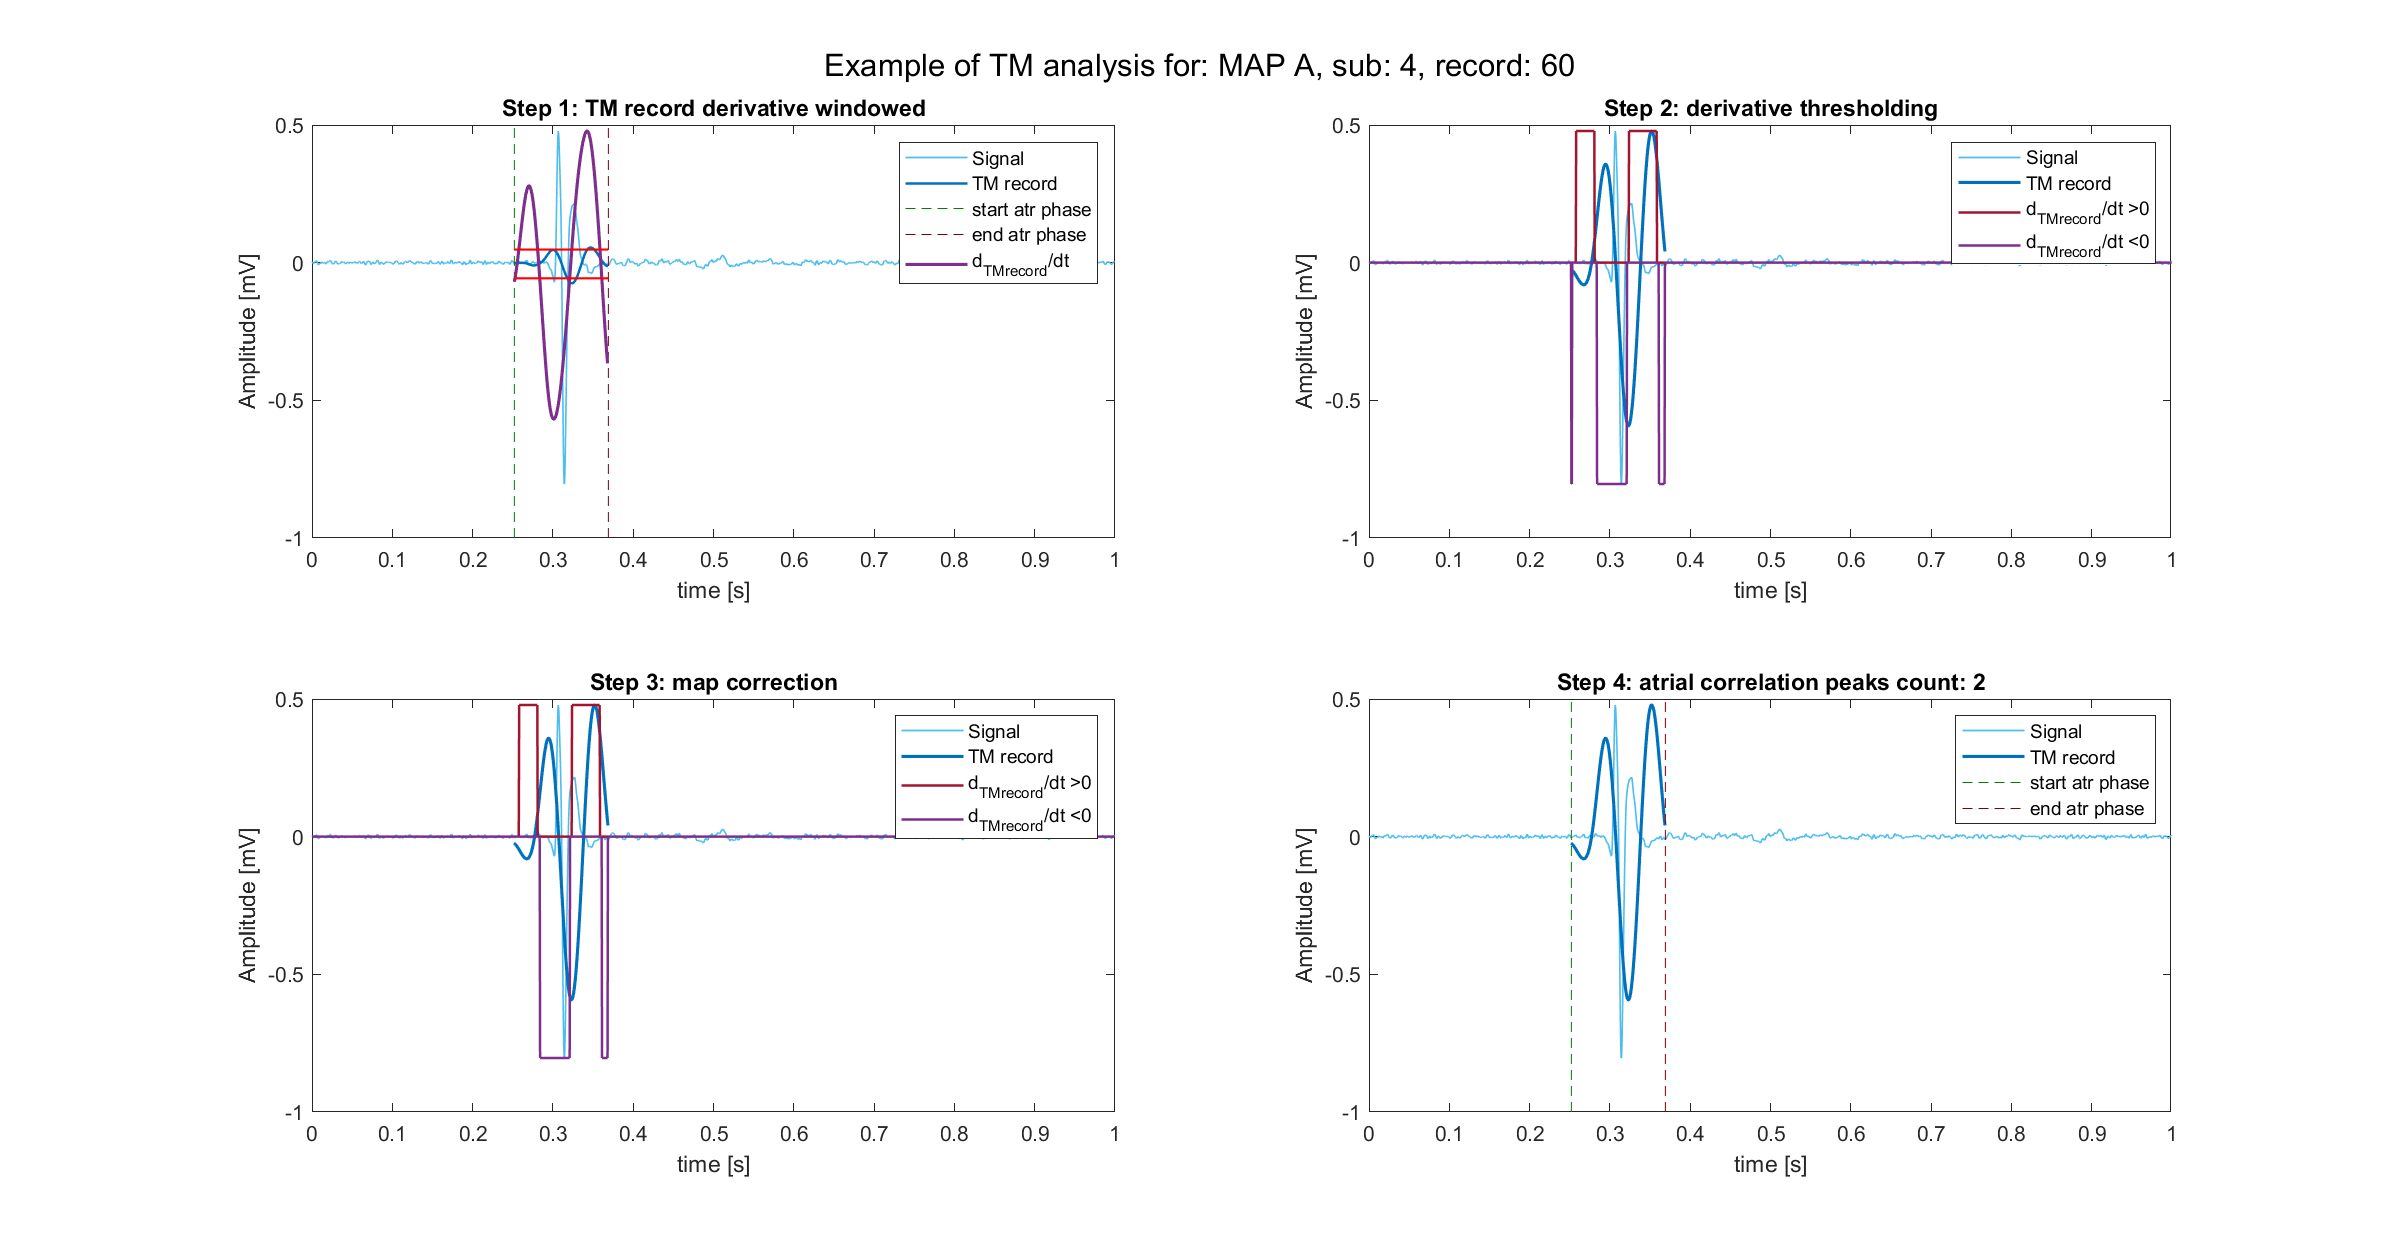 Example of TM analysis for: MAP A, sub: 4, record: 60
Step 1: TM record derivative windowed
0.5
0
-0.5
-1
Amplitude [mV]
0 0.1 0.2 0.3 0.4 0.5 0.6 0.7 0.8 0.9 1
time [s]
Signal
TM record
start atr phase
end atr phase
dTMrecord/dt
Step 2: derivative thresholding
0.5
0
-0.5
-1
Amplitude [mV]
0 0.1 0.2 0.3 0.4 0.5 0.6 0.7 0.8 0.9 1
time [s]
Signal
TM record
dTMrecord/dt >0
dTMrecord/dt <0
Step 3: map correction
0.5
0
-0.5
-1
Amplitude [mV]
0 0.1 0.2 0.3 0.4 0.5 0.6 0.7 0.8 0.9 1
time [s]
Signal
TM record
dTMrecord/dt >0
dTMrecord/dt <0
Step 4: atrial correlation peaks count: 2
0.5
0
-0.5
-1
Amplitude [mV]
0 0.1 0.2 0.3 0.4 0.5 0.6 0.7 0.8 0.9 1
time [s]
Signal
TM record
start atr phase
end atr phase